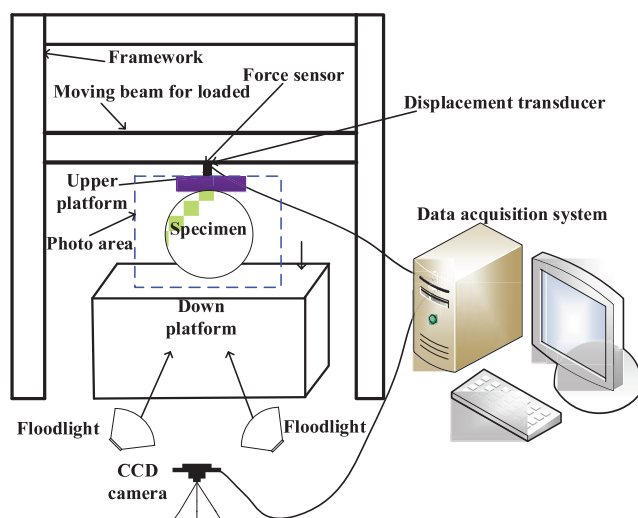 Framework
Force sensor
Moving beam for loaded
Displacement transducer
Upper
platform
Photo area
Specimen
Data acquisition system
Down
platform
Floodlight
Floodlight
CCD
camera